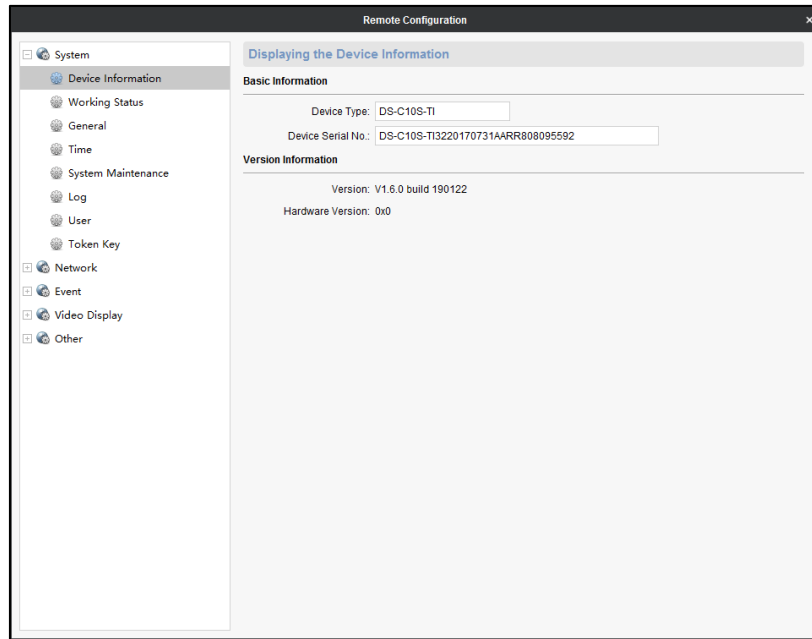 Remote Configuration
×
System
Device Information
Working Status
General
Time
System Maintenance
Log
User
Token Key
Network
Event
Video Display
Other
Displaying the Device Information
Basic Information
Device Type: DS-C10S-TI
Device Serial No.: DS-C10S-TI3220170731AARR808095592
Version Information
Version: V1.6.0 build 190122
Hardware Version: 0x0